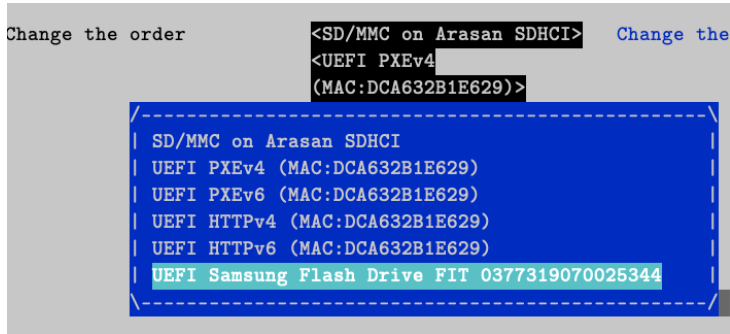 Change the order <SD/MMC on Arasan SDHCI> Change the
<UEFI PXEv4
(MAC:DCA632B1E629)>
/--------------------------------------------------\
| SD/MMC on Arasan SDHCI |
| UEFI PXEv4 (MAC:DCA632B1E629) |
| UEFI PXEv6 (MAC:DCA632B1E629) |
| UEFI HTTPv4 (MAC:DCA632B1E629) |
| UEFI HTTPv6 (MAC:DCA632B1E629) |
| UEFI Samsung Flash Drive FIT 0377319070025344 |
\--------------------------------------------------/